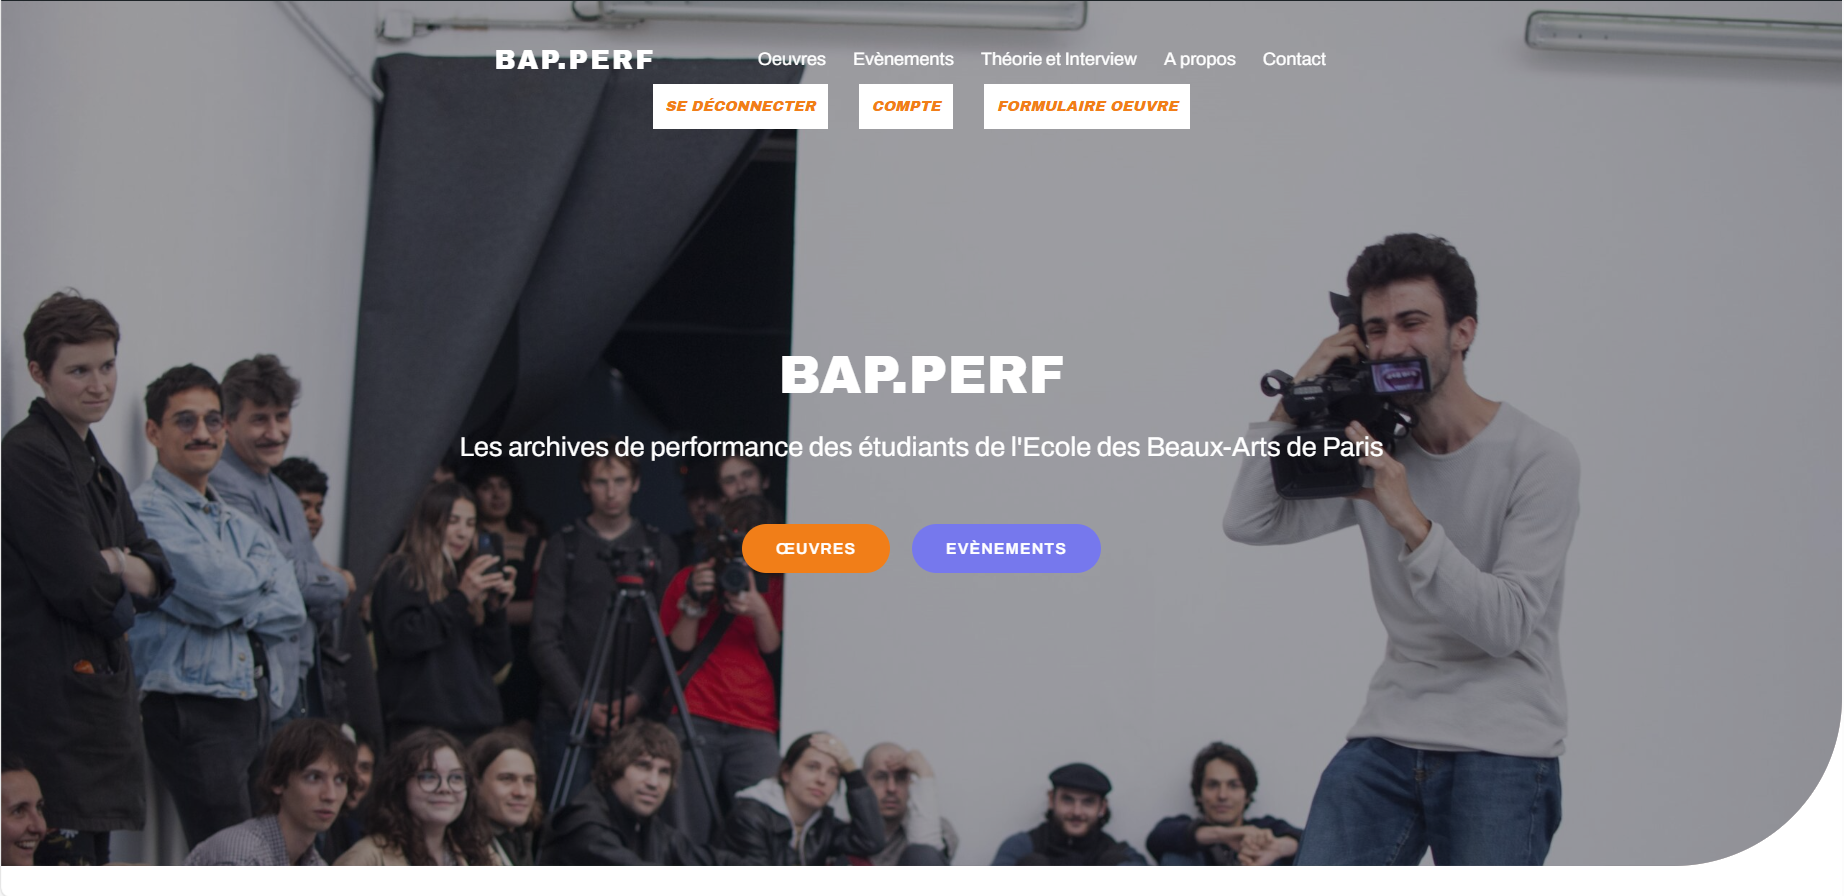 BAP.PERF Oeuvres Evènements Théorie et Interview A propos Contact
SE DÉCONNECTER COMPTE FORMULAIRE OEUVRE
BAP.PERF
Les archives de performance des étudiants de l'Ecole des Beaux-Arts de Paris
ŒUVRES EVÈNEMENTS